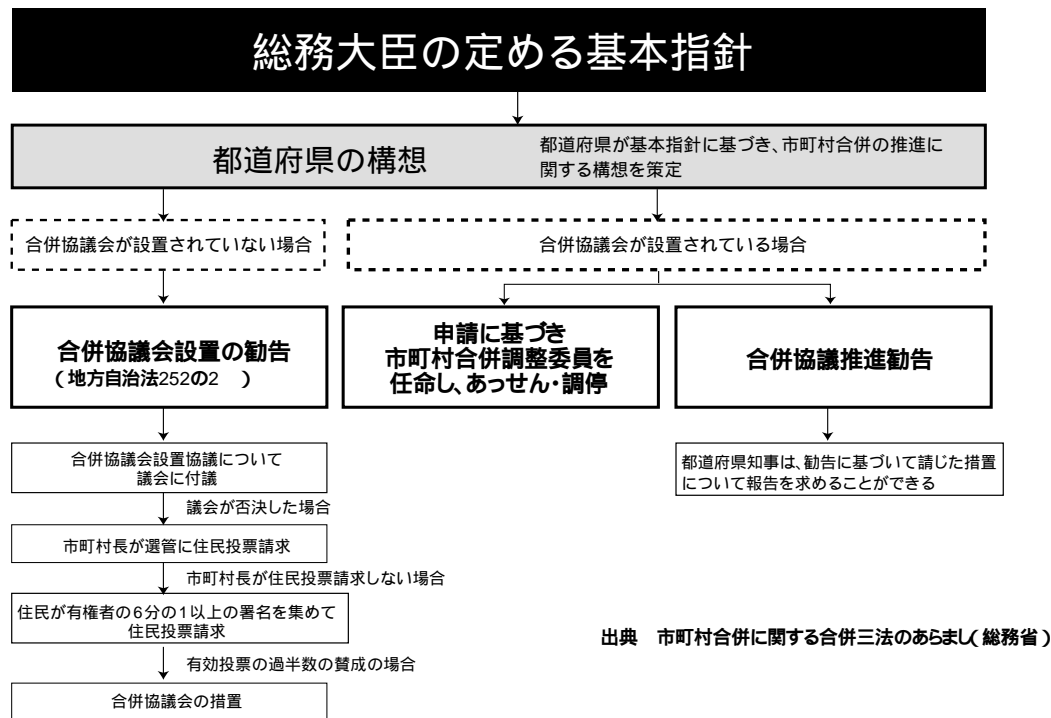 総務大臣の定める基本指針
都道府県の構想
都道府県が基本指針に基づき、市町村合併の推進に
関する構想を策定
合併協議会が設置されていない場合
合併協議会が設置されている場合
合併協議会設置の勧告
(地方自治法252の2 )
申請に基づき
市町村合併調整委員を
任命し、あっせん・調停
合併協議推進勧告
合併協議会設置協議について
議会に付議
都道府県知事は、勧告に基づいて請じた措置
について報告を求めることができる
議会が否決した場合
市町村長が選管に住民投票請求
市町村長が住民投票請求しない場合
住民が有権者の6分の1以上の署名を集めて
住民投票請求
有効投票の過半数の賛成の場合
合併協議会の措置
出典 市町村合併に関する合併三法のあらまし(総務省)